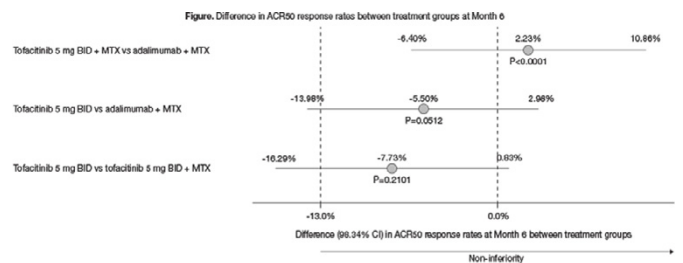 Figure. Difference in ACR50 response rates between treatment groups at Month 6
-6.40% 2.23% 10.86%
Tofacitinib 5 mg BID + MTX vs adalimumab + MTX
P<0.0001
-13.98% -5.50% 2.98%
Tofacitinib 5 mg BID vs adalimumab + MTX
P=0.0512
-16.29% -7.73% 0.83%
Tofacitinib 5 mg BID vs tofacitinib 5 mg BID + MTX
P=0.2101
-13.0% 0.0%
Difference (98.34% CI) in ACR50 response rates at Month 6 between treatment groups
Non-inferiority